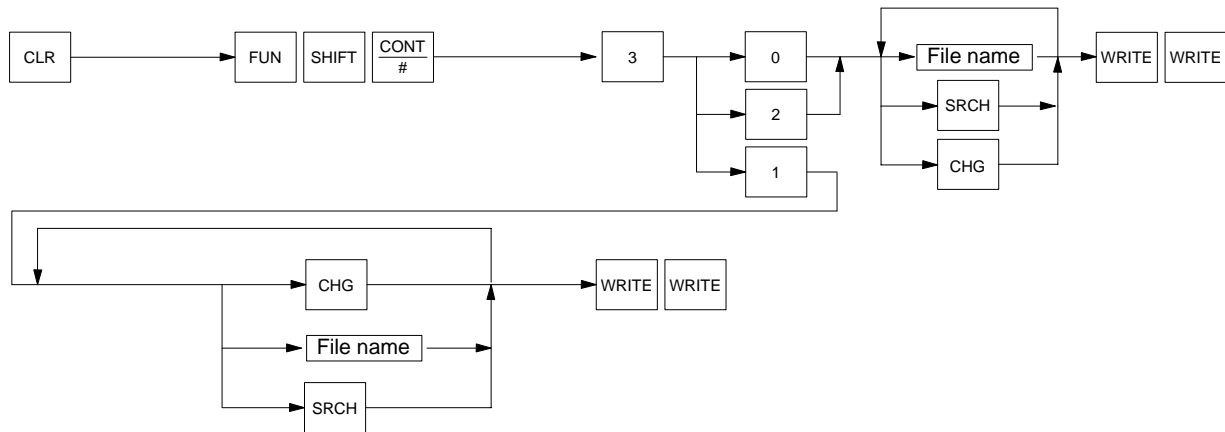 CLR
FUN
SHIFT
CONT
#
3
0
File name
WRITE
WRITE
2
SRCH
1
CHG
CHG
WRITE
WRITE
File name
SRCH